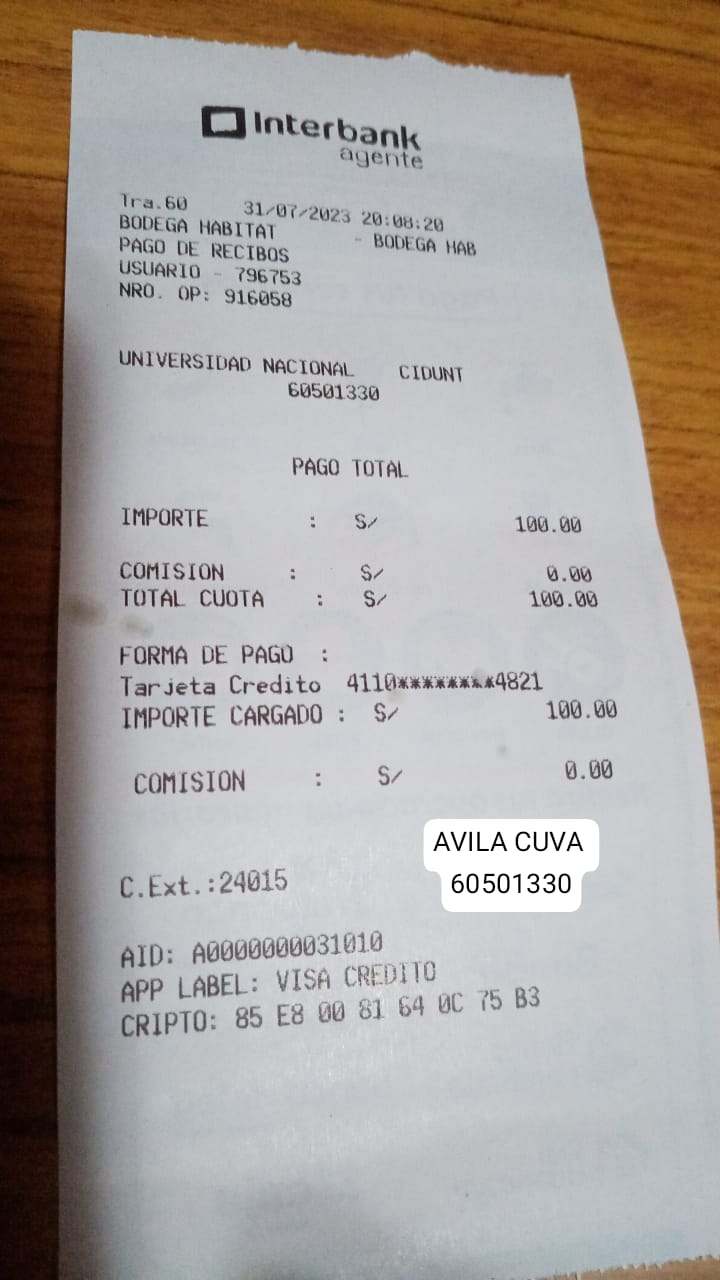 Interbank
agente
Tra.60 31/07/2023 20:08:20
BODEGA HABITAT - BODEGA HAB
PAGO DE RECIBOS
USUARIO - 796753
NRO. OP: 916058
UNIVERSIDAD NACIONAL CIDUNT
60501330
PAGO TOTAL
IMPORTE : S/ 100.00
COMISION : S/ 0.00
TOTAL CUOTA : S/ 100.00
FORMA DE PAGO :
Tarjeta Credito 4110********4821
IMPORTE CARGADO : S/ 100.00
COMISION : S/ 0.00
AVILA CUVA
60501330
C.Ext.:24015
AID: A0000000031010
APP LABEL: VISA CREDITO
CRIPTO: 85 E8 00 81 64 0C 75 B3